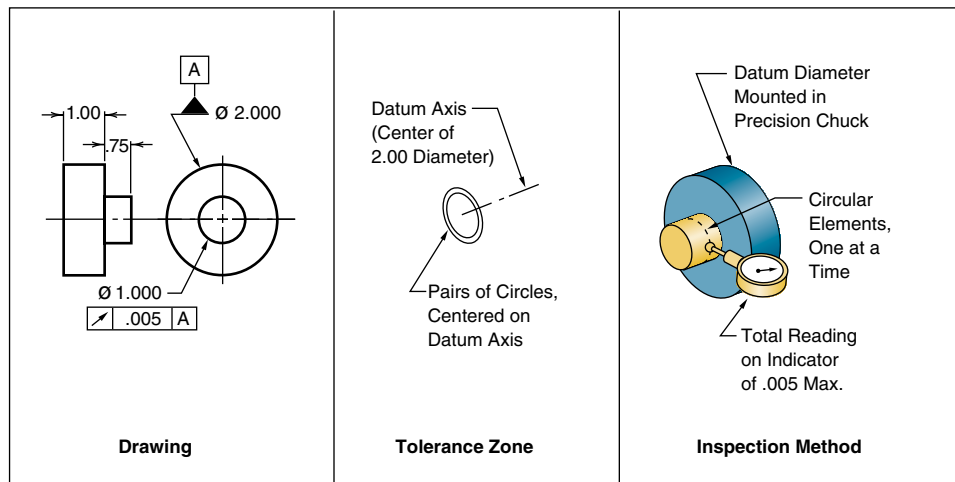 A
1.00
Ø 2.000
.75
Ø 1.000
.005 A
Drawing
Datum Axis
(Center of
2.00 Diameter)
Pairs of Circles,
Centered on
Datum Axis
Tolerance Zone
Datum Diameter
Mounted in
Precision Chuck
Circular
Elements,
One at a
Time
Total Reading
on Indicator
of .005 Max.
Inspection Method